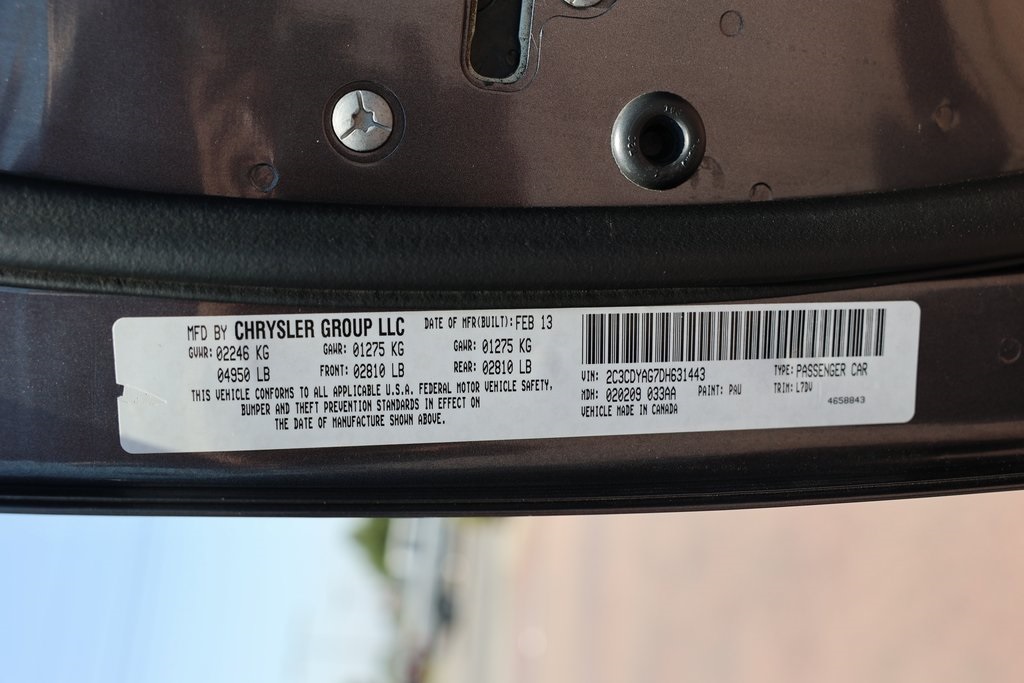 MFD BY CHRYSLER GROUP LLC DATE OF MFR(BUILT): FEB 13
GVWR: 02246 KG GAWR: 01275 KG GAWR: 01275 KG
04950 LB FRONT: 02810 LB REAR: 02810 LB
THIS VEHICLE CONFORMS TO ALL APPLICABLE U.S.A. FEDERAL MOTOR VEHICLE SAFETY,
BUMPER AND THEFT PREVENTION STANDARDS IN EFFECT ON
THE DATE OF MANUFACTURE SHOWN ABOVE.
VIN: 2C3CDYAG7DH631443 TYPE: PASSENGER CAR
MDH: 020209 033AA PAINT: PAU TRIM: L7DV
VEHICLE MADE IN CANADA 4658843